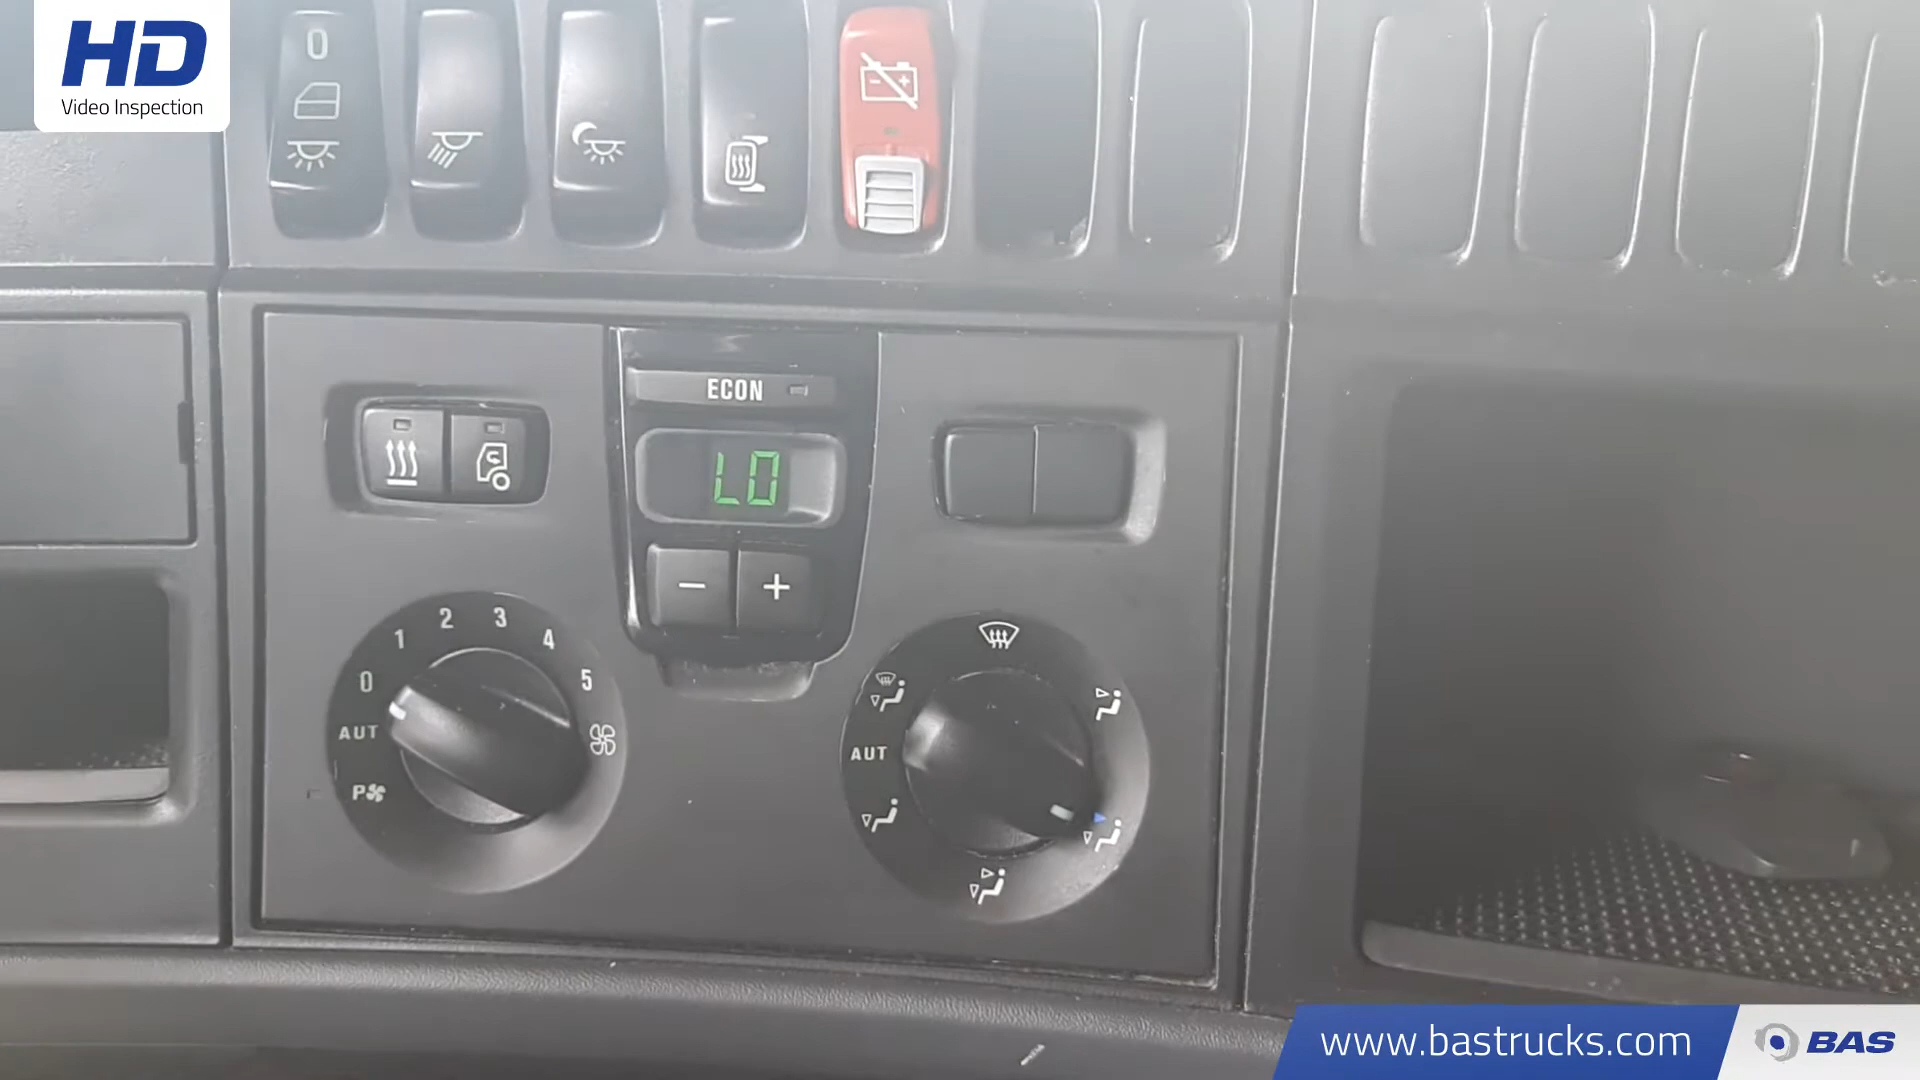 HD
Video Inspection
0
ECON
LO
− +
0 1 2 3 4 5
AUT
P
AUT
www.bastrucks.com
BAS